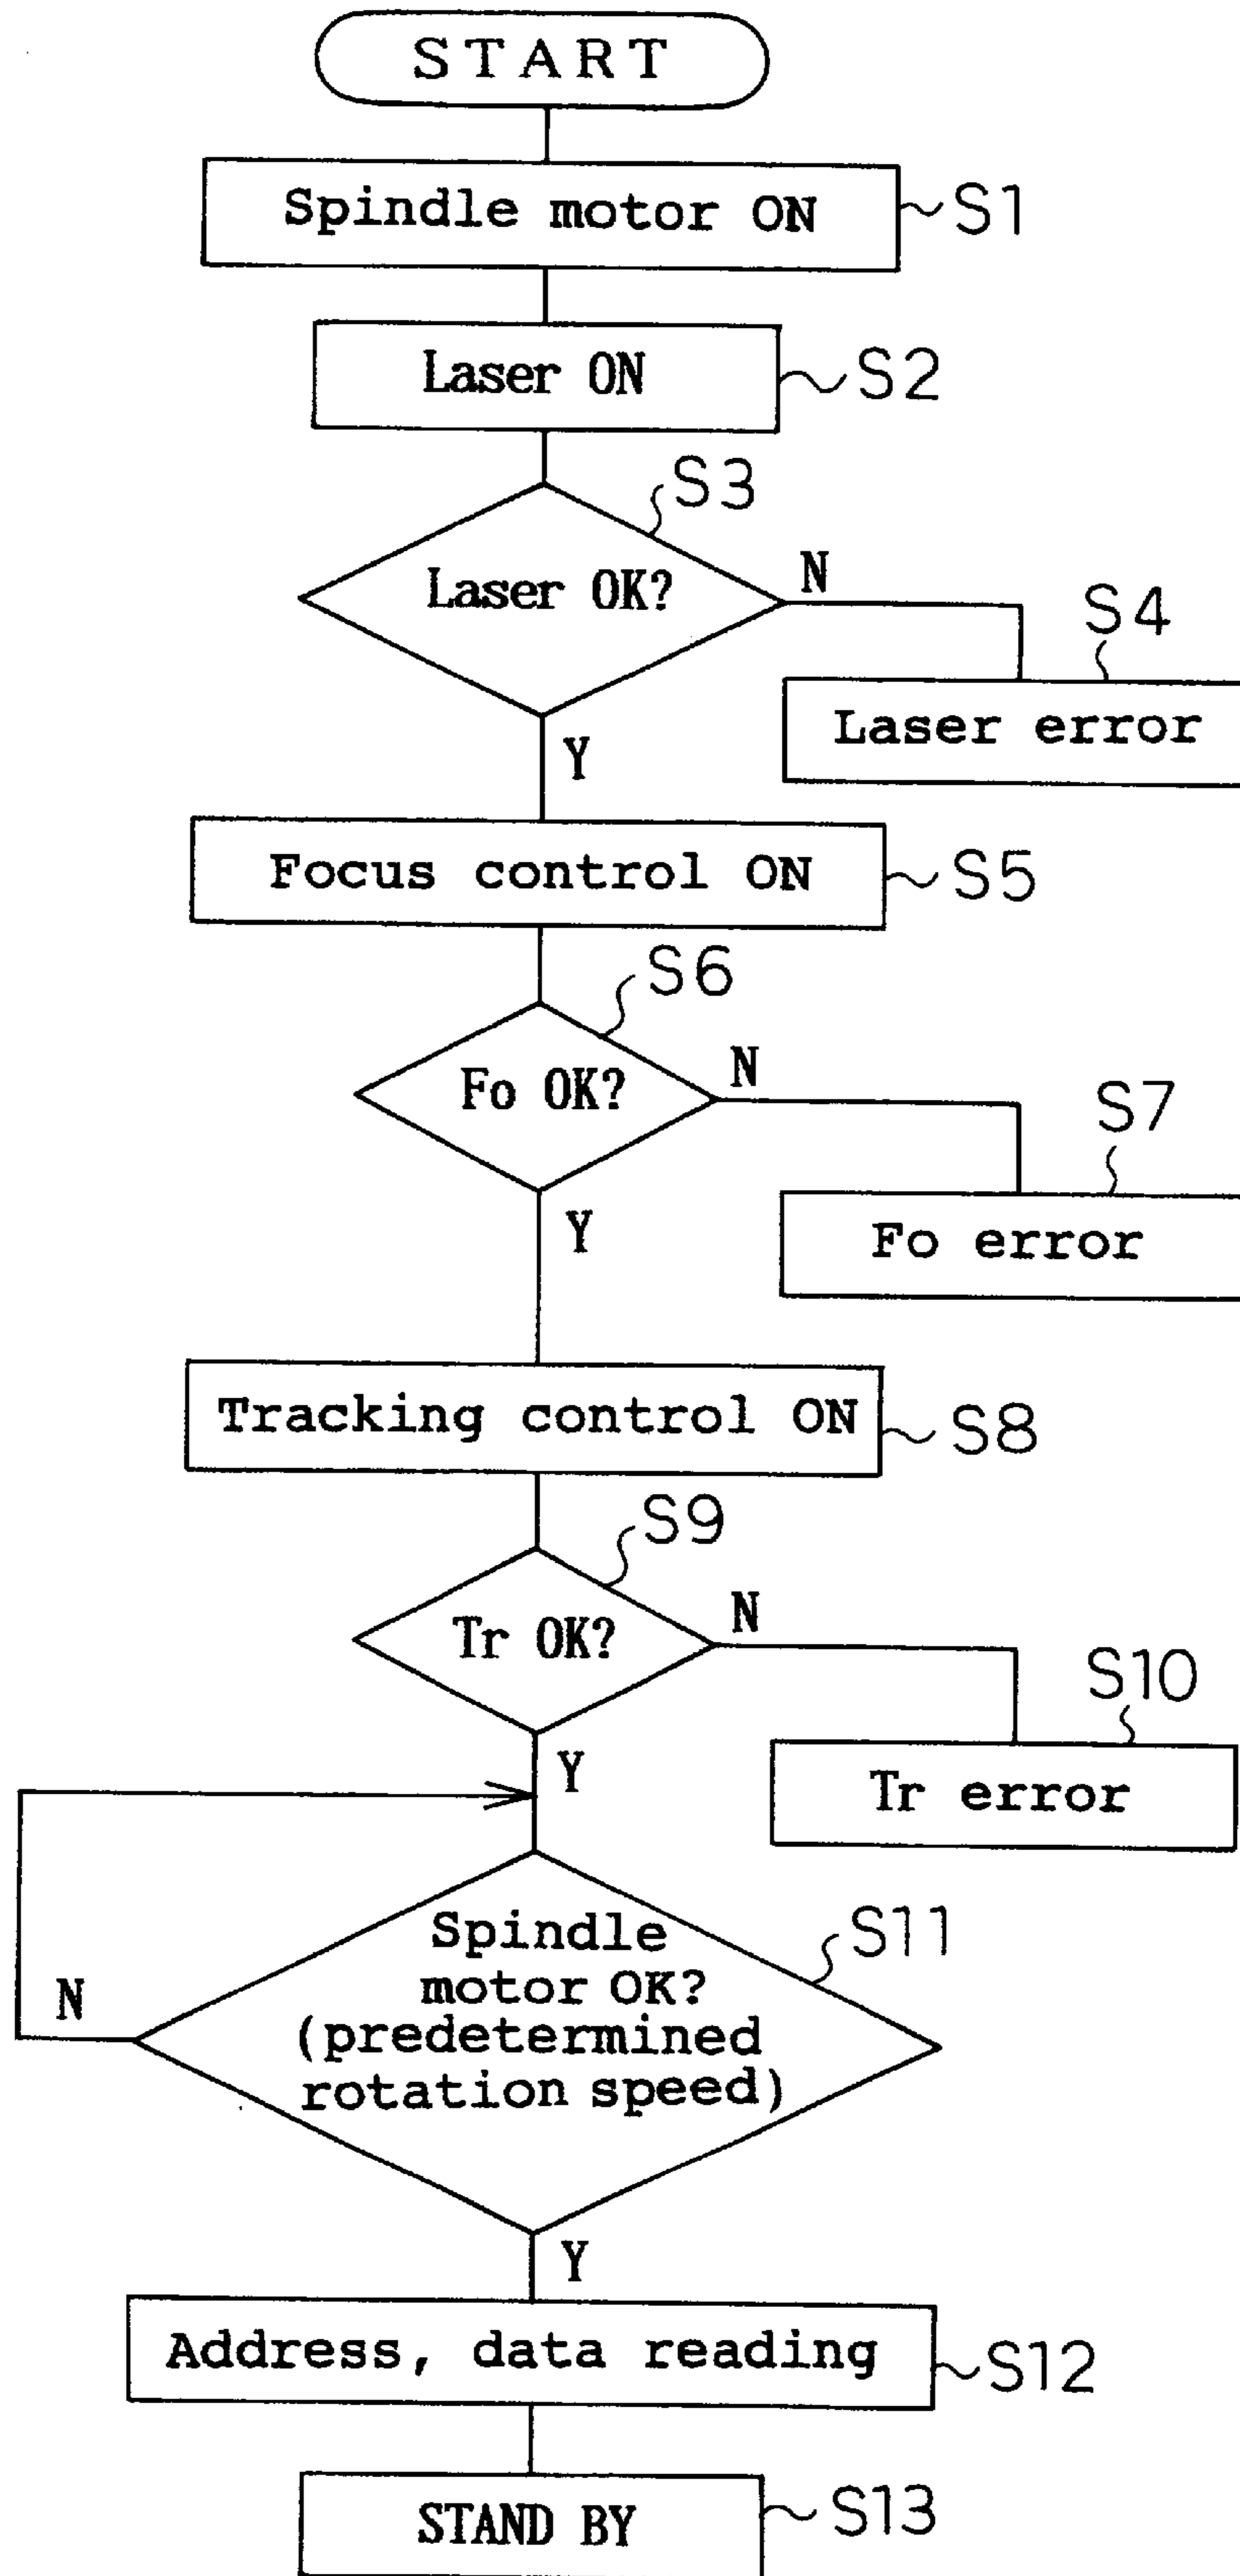 START
Spindle motor ON
S1
Laser ON
S2
S3
Laser OK?
N
S4
Laser error
Y
Focus control ON
S5
S6
Fo OK?
N
S7
Fo error
Y
Tracking control ON
S8
S9
Tr OK?
N
S10
Tr error
Y
S11
Spindle
motor OK?
(predetermined
rotation speed)
N
Y
Address, data reading
S12
STAND BY
S13